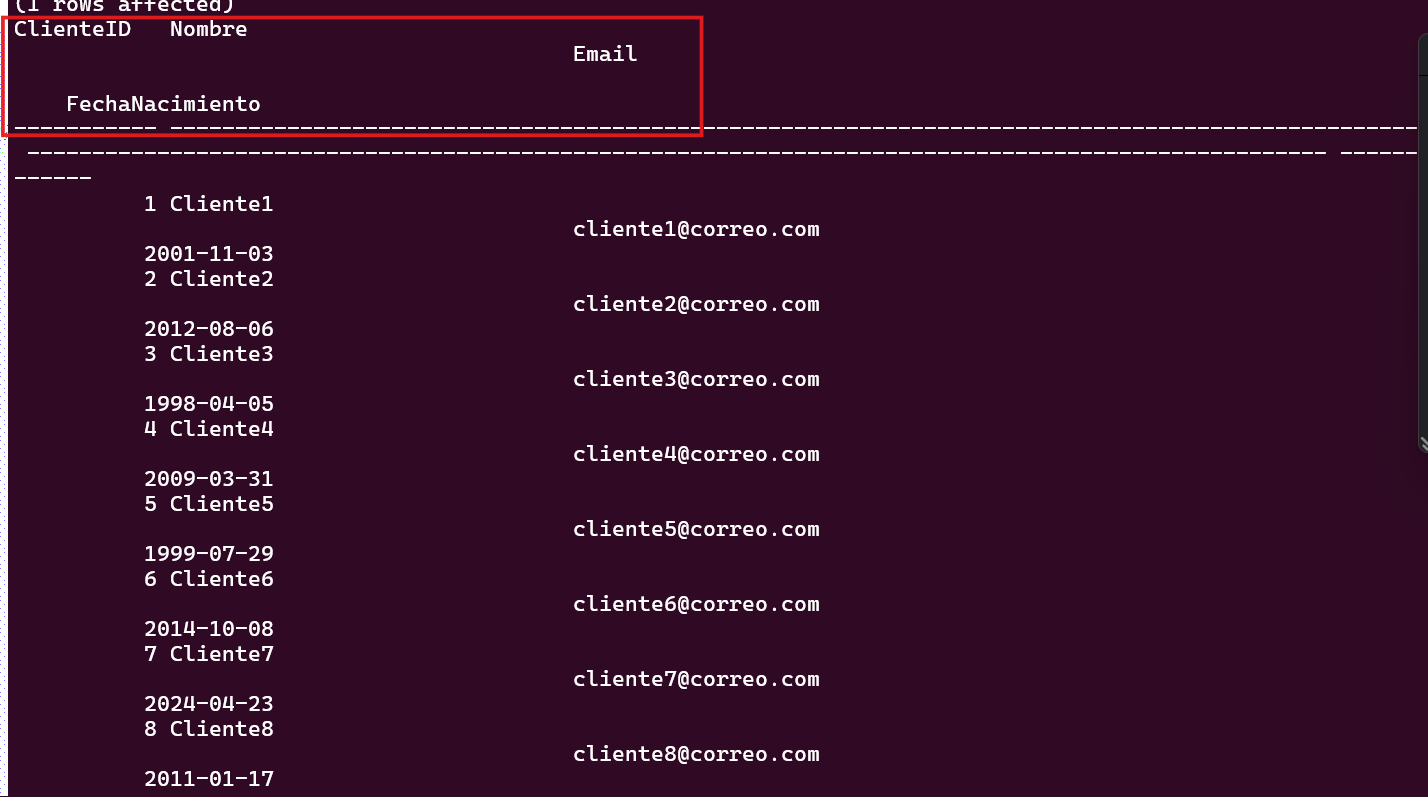 (1 rows affected)
ClienteID   Nombre
Email
FechaNacimiento
----------- --------------------------------------------------------------------------------------------------
---------------------------------------------------------------------------------------------------- ------
------
1 Cliente1
cliente1@correo.com
2001-11-03
2 Cliente2
cliente2@correo.com
2012-08-06
3 Cliente3
cliente3@correo.com
1998-04-05
4 Cliente4
cliente4@correo.com
2009-03-31
5 Cliente5
cliente5@correo.com
1999-07-29
6 Cliente6
cliente6@correo.com
2014-10-08
7 Cliente7
cliente7@correo.com
2024-04-23
8 Cliente8
cliente8@correo.com
2011-01-17